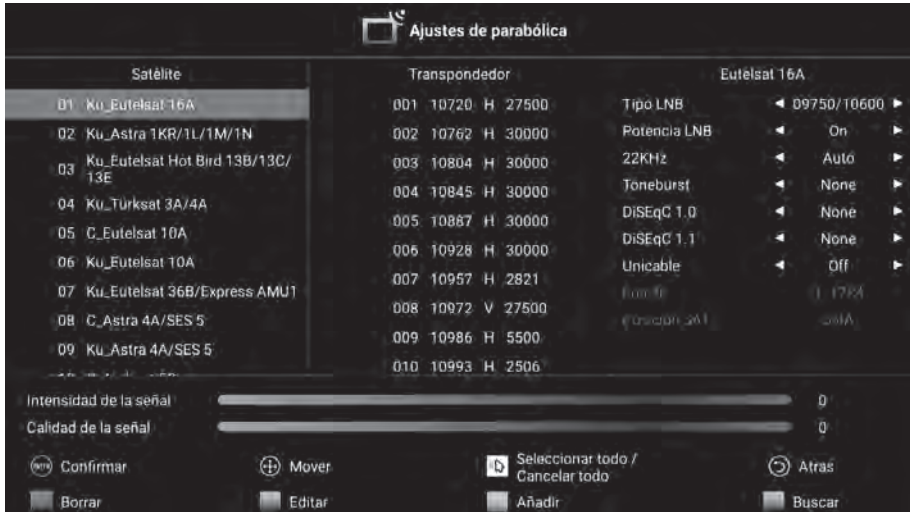 Ajustes de parabólica
Satélite
01 Ku_Eutelsat 16A
02 Ku_Astra 1KR/1L/1M/1N
03 Ku_Eutelsat Hot Bird 13B/13C/
13E
04 Ku_Türksat 3A/4A
05 C_Eutelsat 10A
06 Ku_Eutelsat 10A
07 Ku_Eutelsat 36B/Express AMU1
08 C_Astra 4A/SES 5
09 Ku_Astra 4A/SES 5
Transpondedor
001 10720 H 27500
002 10762 H 30000
003 10804 H 30000
004 10845 H 30000
005 10887 H 30000
006 10928 H 30000
007 10957 H 2821
008 10972 V 27500
009 10986 H 5500
010 10993 H 2506
Eutelsat 16A
Tipo LNB ◄ 09750/10600 ►
Potencia LNB ◄ On ►
22KHz ◄ Auto ►
Toneburst ◄ None ►
DiSEqC 1.0 ◄ None ►
DiSEqC 1.1 ◄ None ►
Unicable ◄ Off ►
Intensidad de la señal 0
Calidad de la señal 0
Confirmar
Mover
Seleccionar todo /
Cancelar todo
Atras
Borrar
Editar
Añadir
Buscar